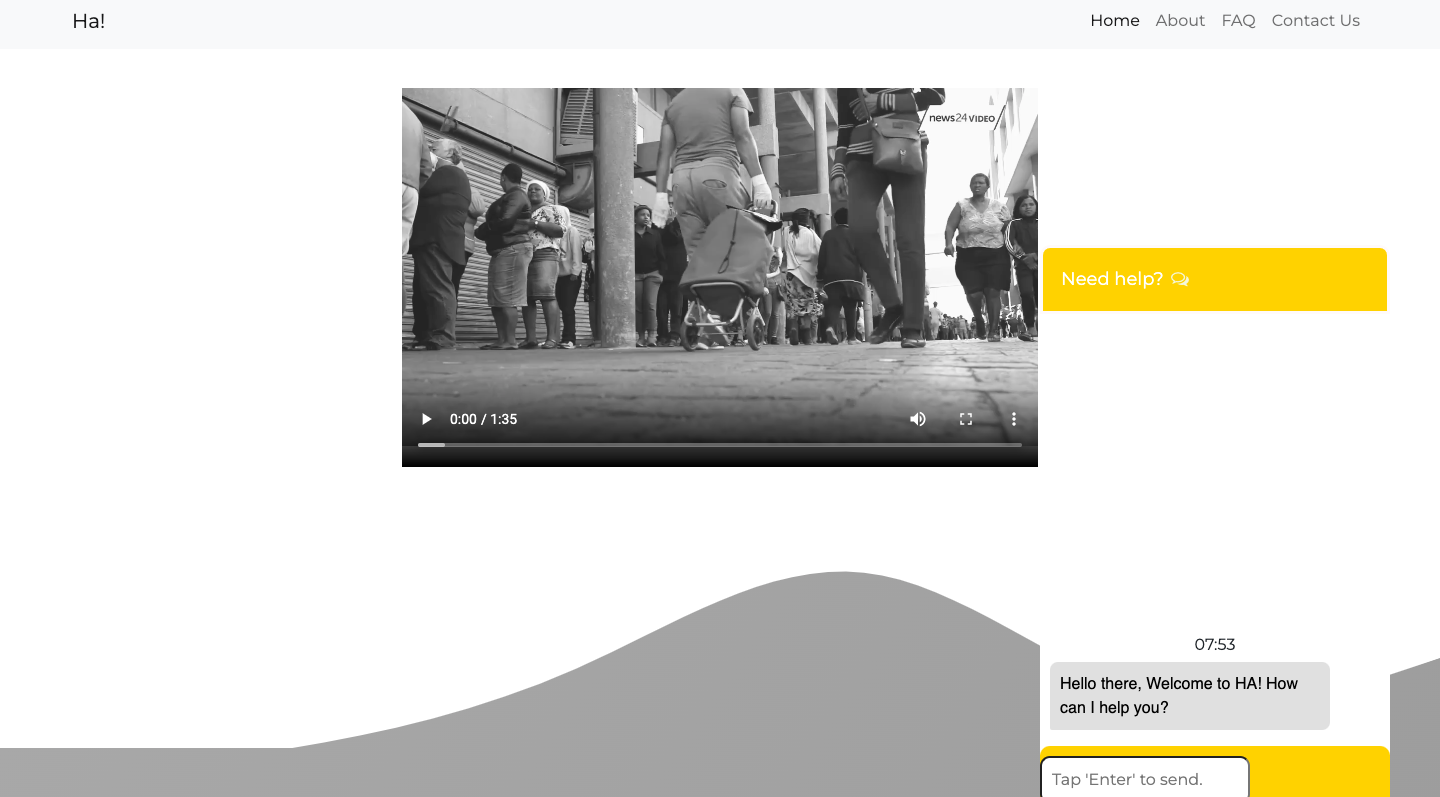 Ha!
Home About FAQ Contact Us
news24 VIDEO
Need help?
0:00 / 1:35
07:53
Hello there, Welcome to HA! How
can I help you?
Tap 'Enter' to send.